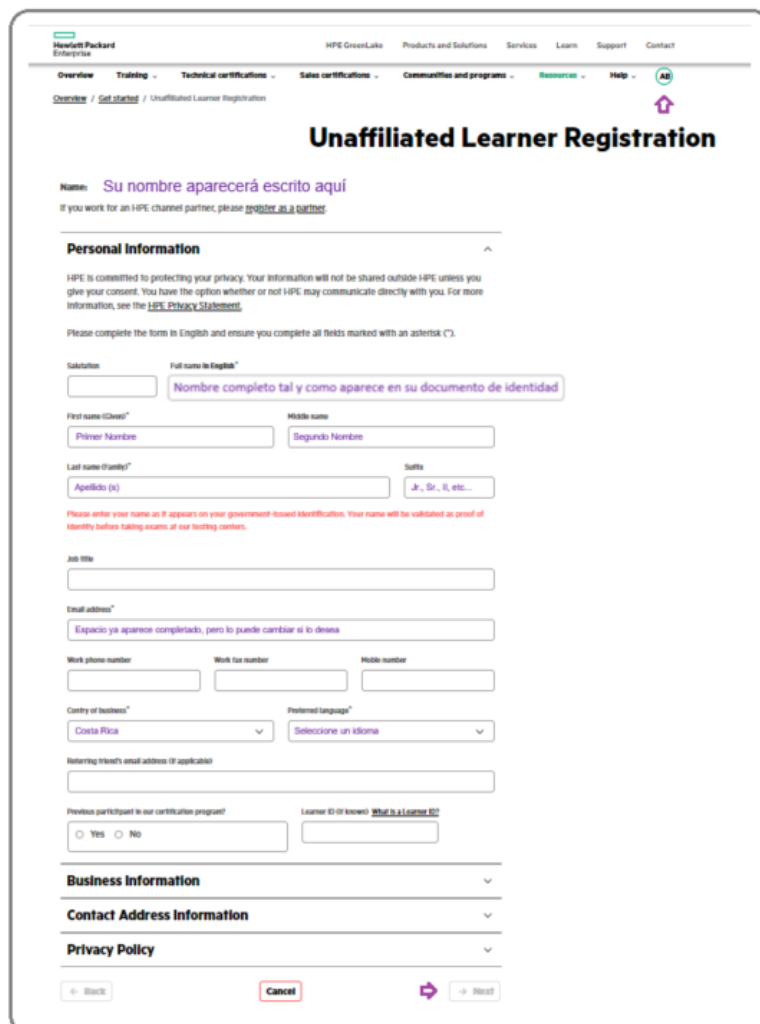 Hewlett Packard
Enterprise
HPE GreenLake Products and Solutions Services Learn Support Contact
Overview Training Technical certifications Sales certifications Communities and programs Resources Help AB
Overview / Get started / Unaffiliated Learner Registration
Unaffiliated Learner Registration
Name: Su nombre aparecerá escrito aquí
If you work for an HPE channel partner, please register as a partner.
Personal Information
HPE is committed to protecting your privacy. Your information will not be shared outside HPE unless you
give your consent. You have the option whether or not HPE may communicate directly with you. For more
information, see the HPE Privacy Statement.
Please complete the form in English and ensure you complete all fields marked with an asterisk (*).
Salutation Full name in English*
Nombre completo tal y como aparece en su documento de identidad
First name (Given)* Middle name
Primer Nombre Segundo Nombre
Last name (Family)* Suffix
Apellido (s) Jr., Sr., II, etc...
Please enter your name as it appears on your government-issued identification. Your name will be validated as proof of
identity before taking exams at our testing centers.
Job title
Email address*
Espacio ya aparece completado, pero lo puede cambiar si lo desea
Work phone number Work fax number Mobile number
Contry of business* Preferred language*
Costa Rica Seleccione un idioma
Referring friend's email address (if applicable)
Previous participant in our certification program? Learner ID (if known) What is a Learner ID?
Yes No
Business Information
Contact Address Information
Privacy Policy
← Back Cancel → Next